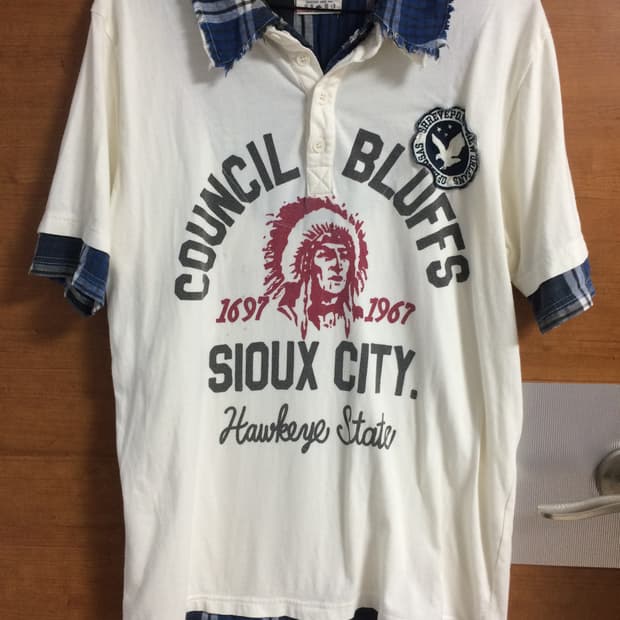 COUNCIL BLUFFS
1697 1967
SIOUX CITY.
Hawkeye State